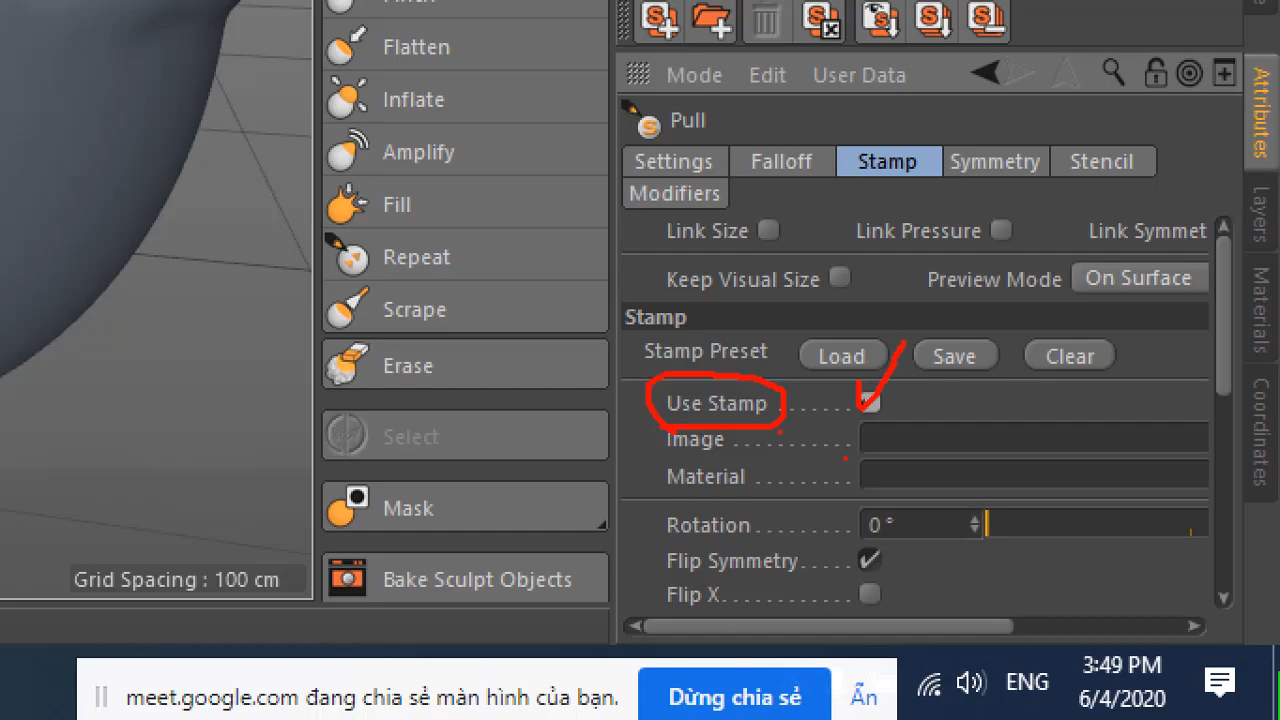 Flatten
Inflate
Amplify
Fill
Repeat
Scrape
Erase
Select
Mask
Bake Sculpt Objects
Grid Spacing : 100 cm
Mode Edit User Data
Pull
Settings Falloff Stamp Symmetry Stencil
Modifiers
Link Size Link Pressure Link Symmet
Keep Visual Size Preview Mode On Surface
Stamp
Stamp Preset Load Save Clear
Use Stamp
Image
Material
Rotation 0 °
Flip Symmetry
Flip X
Attributes
Layers
Materials
Coordinates
meet.google.com đang chia sẻ màn hình của bạn. Dừng chia sẻ Ẩn
ENG
3:49 PM
6/4/2020